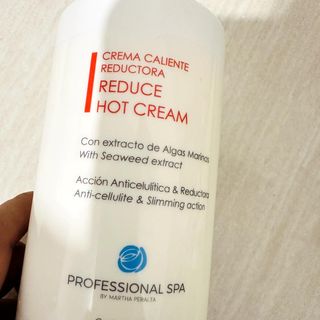 CREMA CALIENTE
REDUCTORA
REDUCE
HOT CREAM
Con extracto de Algas Marinas
With Seaweed extract
Acción Anticelulítica & Reductora
Anti-cellulite & Slimming action
PROFESSIONAL SPA
BY MARTHA PERALTA